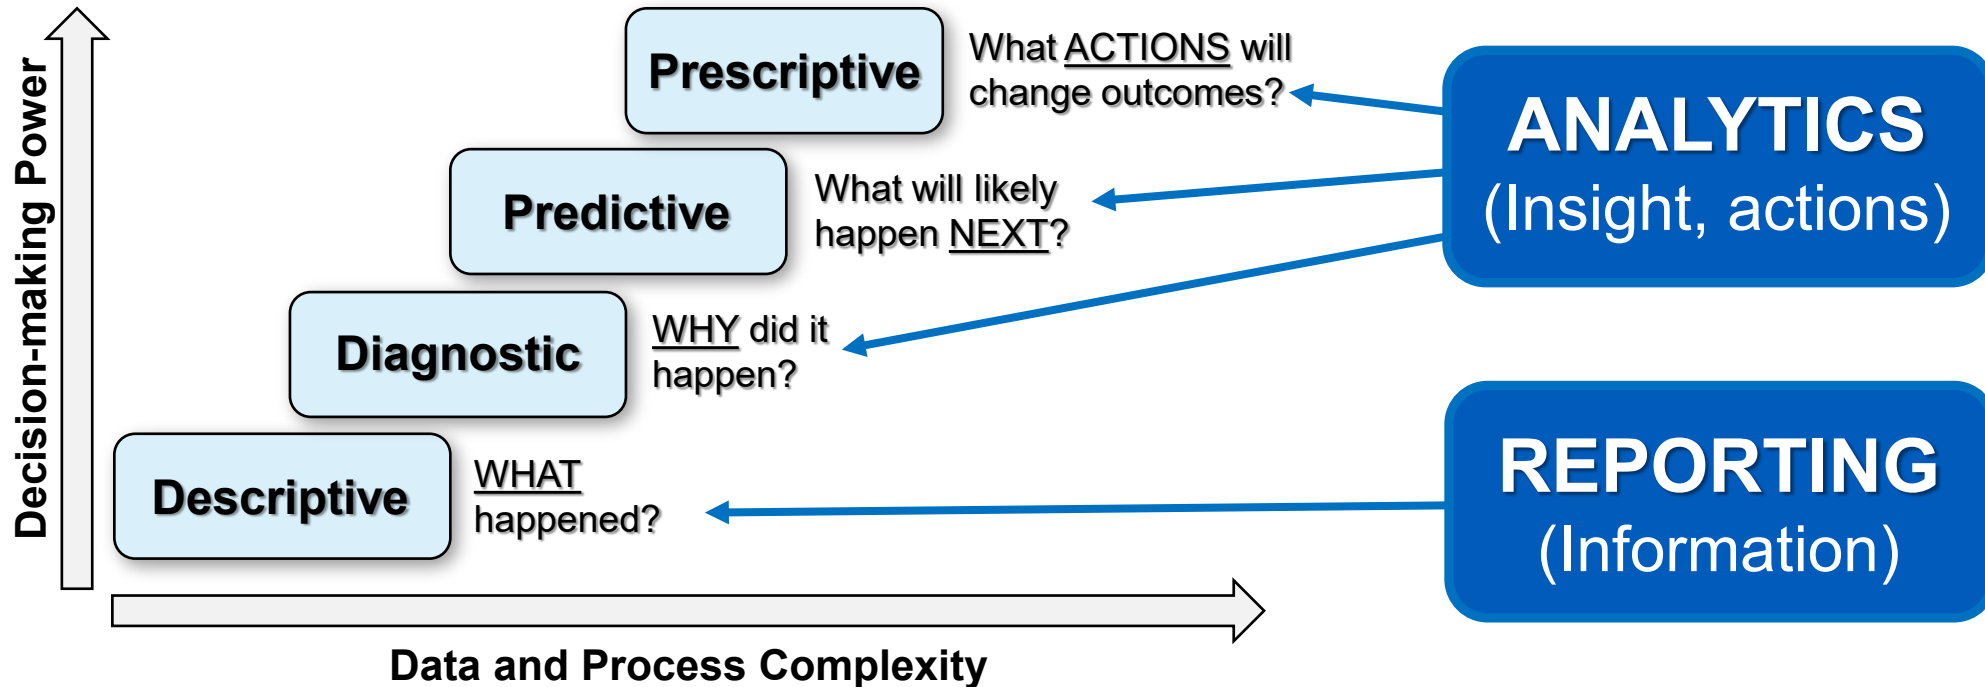 Decision-making Power
Prescriptive
What ACTIONS will
change outcomes?
Predictive
What will likely
happen NEXT?
Diagnostic
WHY did it
happen?
Descriptive
WHAT
happened?
Data and Process Complexity
ANALYTICS
(Insight, actions)
REPORTING
(Information)